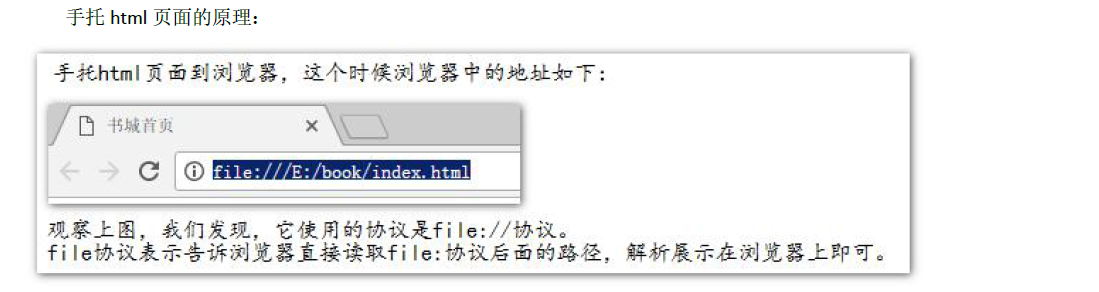 手托 html 页面的原理：
手托html页面到浏览器，这个时候浏览器中的地址如下：
书城首页
file:///E:/book/index.html
观察上图，我们发现，它使用的协议是file://协议。
file协议表示告诉浏览器直接读取file:协议后面的路径，解析展示在浏览器上即可。